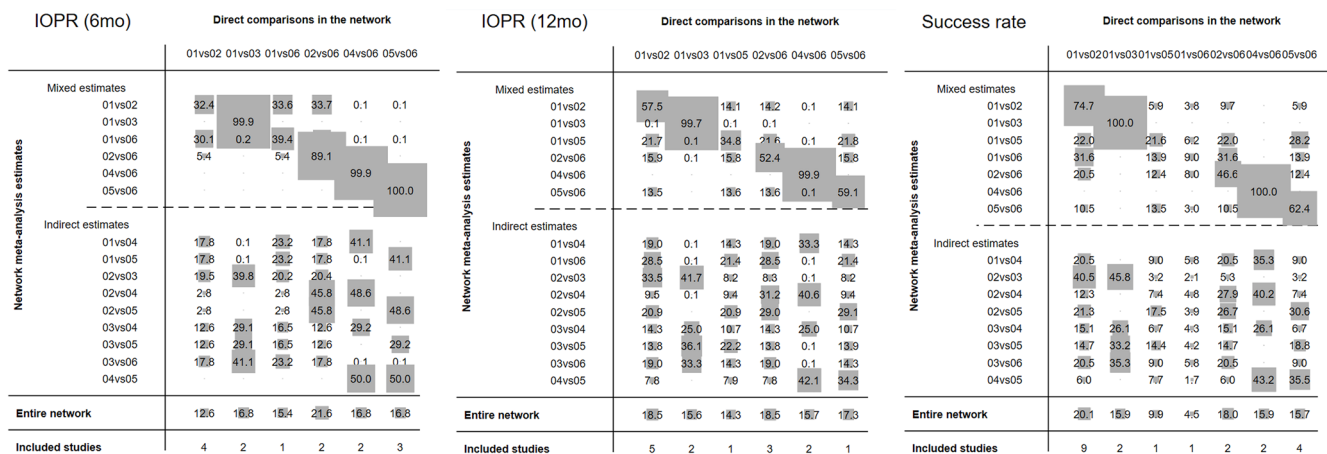 IOPR (6mo)
Direct comparisons in the network
01vs02 01vs03 01vs06 02vs06 04vs06 05vs06
Network meta-analysis estimates
Mixed estimates
01vs02 32.4 . 33.6 33.7 0.1 0.1
01vs03 . 99.9 . . . .
01vs06 30.1 0.2 39.4 30.1 0.1 0.1
02vs06 5.4 . 5.4 89.1 . .
04vs06 . . . . 99.9 .
05vs06 . . . . . 100.0
Indirect estimates
01vs04 17.8 0.1 23.2 17.8 41.1 .
01vs05 17.8 0.1 23.2 17.8 0.1 41.1
02vs03 19.5 39.8 20.2 20.4 . .
02vs04 2.8 . 2.8 45.8 48.6 .
02vs05 2.8 . 2.8 45.8 . 48.6
03vs04 12.6 29.1 16.5 12.6 29.2 .
03vs05 12.6 29.1 16.5 12.6 . 29.2
03vs06 17.8 41.1 23.2 17.8 0.1 0.1
04vs05 . . . . 50.0 50.0
Entire network 12.6 16.8 15.4 21.6 16.8 16.8
Included studies 4 2 1 2 2 3
IOPR (12mo)
Direct comparisons in the network
01vs02 01vs03 01vs05 02vs06 04vs06 05vs06
Network meta-analysis estimates
Mixed estimates
01vs02 57.5 . 14.1 14.2 0.1 14.1
01vs03 0.1 99.7 0.1 0.1 . .
01vs05 21.7 0.1 34.8 21.6 0.1 21.8
02vs06 15.9 0.1 15.8 52.4 . 15.8
04vs06 . . . . 99.9 .
05vs06 13.5 . 13.6 13.6 0.1 59.1
Indirect estimates
01vs04 19.0 0.1 14.3 19.0 33.3 14.3
01vs06 28.5 0.1 21.4 28.5 0.1 21.4
02vs03 33.5 41.7 8.2 8.3 0.1 8.2
02vs04 9.5 0.1 9.4 31.2 40.6 9.4
02vs05 20.9 . 20.9 29.0 . 29.1
03vs04 14.3 25.0 10.7 14.3 25.0 10.7
03vs05 13.8 36.1 22.2 13.8 0.1 13.9
03vs06 19.0 33.3 14.3 19.0 0.1 14.3
04vs05 7.8 . 7.9 7.8 42.1 34.3
Entire network 18.5 15.6 14.3 18.5 15.7 17.3
Included studies 5 2 1 3 2 1
Success rate
Direct comparisons in the network
01vs02 01vs03 01vs05 01vs06 02vs06 04vs06 05vs06
Network meta-analysis estimates
Mixed estimates
01vs02 74.7 . 5.9 3.8 9.7 . 5.9
01vs03 . 100.0 . . . . .
01vs05 22.0 . 21.6 6.2 22.0 . 28.2
01vs06 31.6 . 13.9 9.0 31.6 . 13.9
02vs06 20.5 . 12.4 8.0 46.6 . 12.4
04vs06 . . . . . 100.0 .
05vs06 10.5 . 13.5 3.0 10.5 . 62.4
Indirect estimates
01vs04 20.5 . 9.0 5.8 20.5 35.3 9.0
02vs03 40.5 45.8 3.2 2.1 5.3 . 3.2
02vs04 12.3 . 7.4 4.8 27.9 40.2 7.4
02vs05 21.3 . 17.5 3.9 26.7 . 30.6
03vs04 15.1 26.1 6.7 4.3 15.1 26.1 6.7
03vs05 14.7 33.2 14.4 4.2 14.7 . 18.8
03vs06 20.5 35.3 9.0 5.8 20.5 . 9.0
04vs05 6.0 . 7.7 1.7 6.0 43.2 35.5
Entire network 20.1 15.9 9.9 4.5 18.0 15.9 15.7
Included studies 9 2 1 1 2 2 4